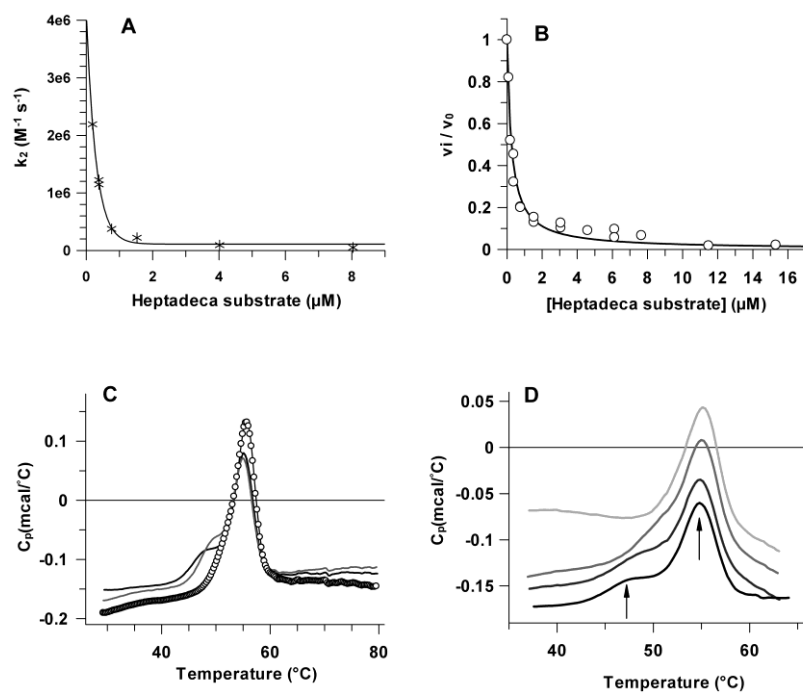 A
k₂ (M⁻¹ s⁻¹)
4e6
3e6
2e6
1e6
0
0 2 4 6 8
Heptadeca substrate (µM)
B
vi / v₀
1
0.8
0.6
0.4
0.2
0
0 2 4 6 8 10 12 14 16
[Heptadeca substrate] (µM)
C
Cₚ(mcal/°C)
0.1
0
-0.1
-0.2
40 60 80
Temperature (°C)
D
Cₚ(mcal/°C)
0.05
0
-0.05
-0.1
-0.15
40 50 60
Temperature (°C)